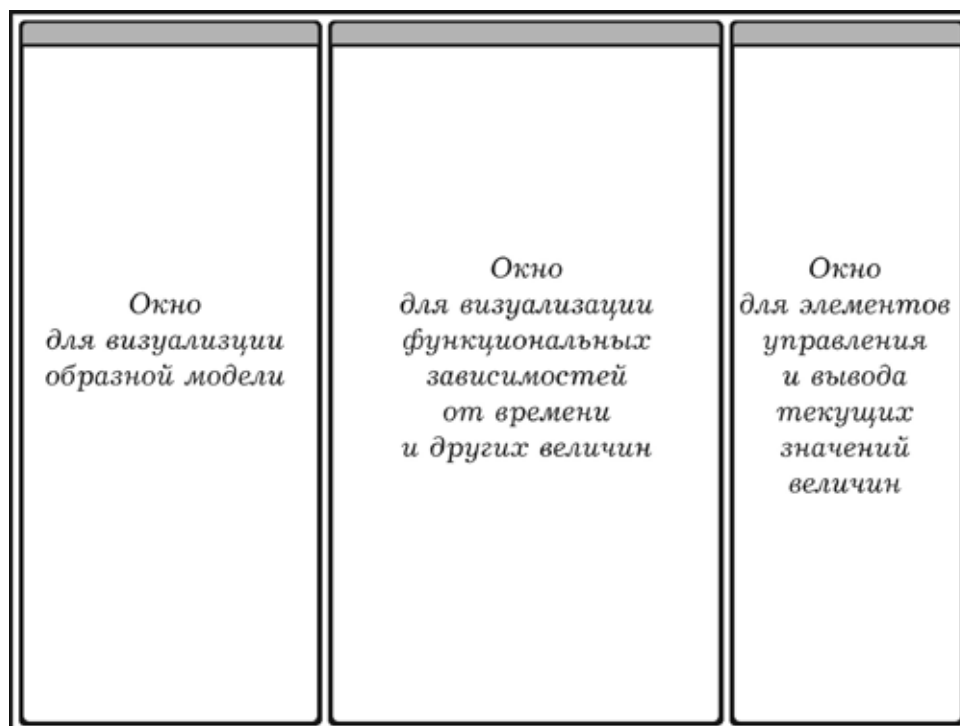 Окно
для визуализции
образной модели
Окно
для визуализации
функциональных
зависимостей
от времени
и других величин
Окно
для элементов
управления
и вывода
текущих
значений
величин